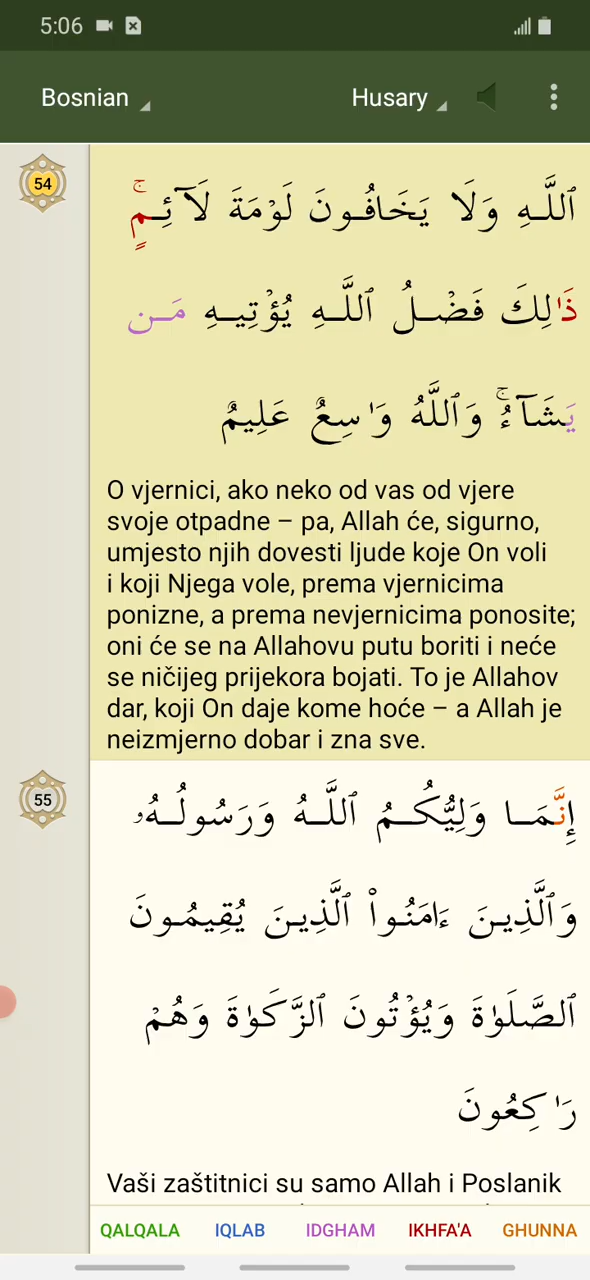 5:06
Bosnian
Husary
54
ٱللَّهِ وَلَا يَخَافُونَ لَوْمَةَ لَآئِمٍۚ
ذَٰلِكَ فَضْلُ ٱللَّهِ يُؤْتِيهِ مَن
يَشَآءُۚ وَٱللَّهُ وَٰسِعٌ عَلِيمٌ
O vjernici, ako neko od vas od vjere
svoje otpadne – pa, Allah će, sigurno,
umjesto njih dovesti ljude koje On voli
i koji Njega vole, prema vjernicima
ponizne, a prema nevjernicima ponosite;
oni će se na Allahovu putu boriti i neće
se ničijeg prijekora bojati. To je Allahov
dar, koji On daje kome hoće – a Allah je
neizmjerno dobar i zna sve.
55
إِنَّمَا وَلِيُّكُمُ ٱللَّهُ وَرَسُولُهُۥ
وَٱلَّذِينَ ءَامَنُوا۟ ٱلَّذِينَ يُقِيمُونَ
ٱلصَّلَوٰةَ وَيُؤْتُونَ ٱلزَّكَوٰةَ وَهُمْ
رَٰكِعُونَ
Vaši zaštitnici su samo Allah i Poslanik
QALQALA IQLAB IDGHAM IKHFA'A GHUNNA